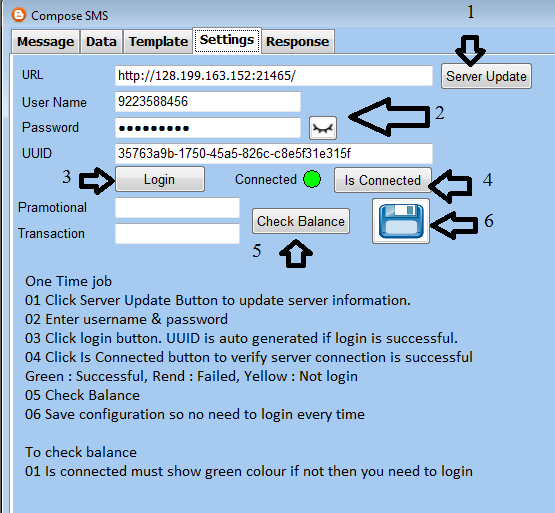 Compose SMS
1
Message Data Template Settings Response
URL http://128.199.163.152:21465/ Server Update
User Name 9223588456
2
Password ●●●●●●●●●
UUID 35763a9b-1750-45a5-826c-c8e5f31e315f
3 Login Connected Is Connected 4
Pramotional
Check Balance 6
Transaction
5
One Time job
01 Click Server Update Button to update server information.
02 Enter username & password
03 Click login button. UUID is auto generated if login is successful.
04 Click Is Connected button to verify server connection is successful
Green : Successful, Rend : Failed, Yellow : Not login
05 Check Balance
06 Save configuration so no need to login every time
To check balance
01 Is connected must show green colour if not then you need to login